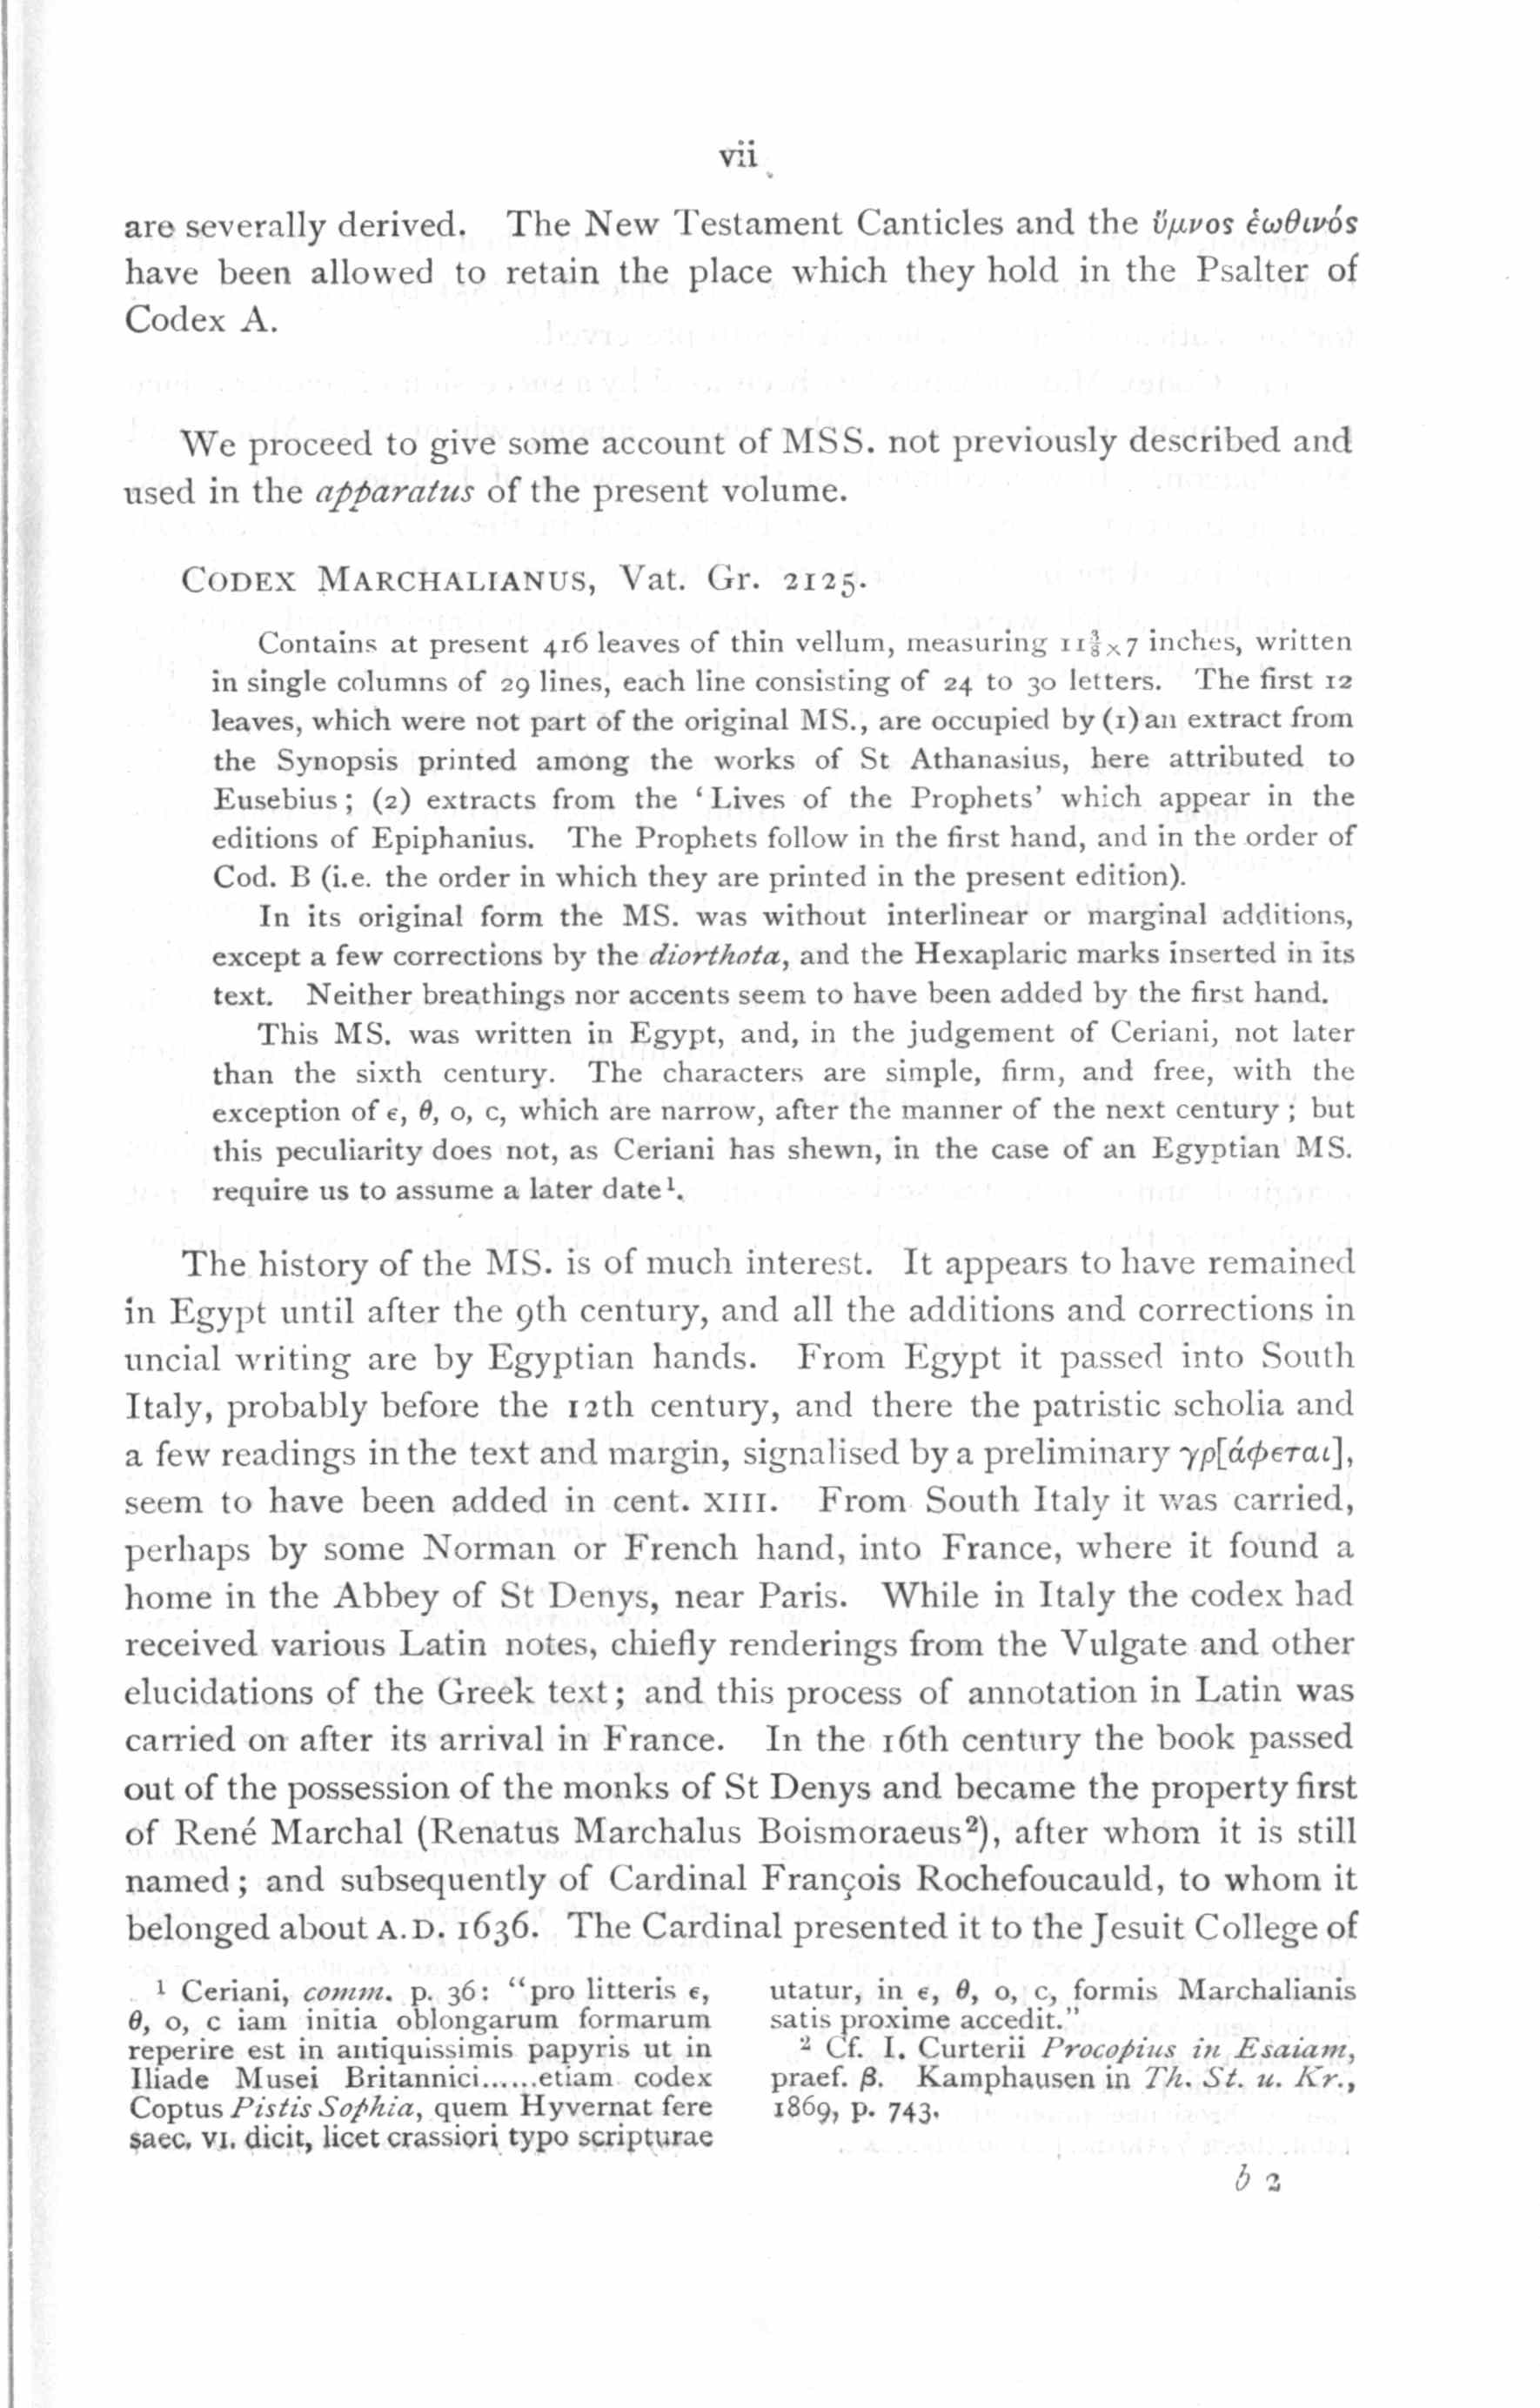 vii
are severally derived. The New Testament Canticles and the ὕμνος ἑωθινός
have been allowed to retain the place which they hold in the Psalter of
Codex A.
We proceed to give some account of MSS. not previously described and
used in the apparatus of the present volume.
CODEX MARCHALIANUS, Vat. Gr. 2125.
Contains at present 416 leaves of thin vellum, measuring 11⅜×7 inches, written
in single columns of 29 lines, each line consisting of 24 to 30 letters. The first 12
leaves, which were not part of the original MS., are occupied by (1) an extract from
the Synopsis printed among the works of St Athanasius, here attributed to
Eusebius; (2) extracts from the ‘Lives of the Prophets’ which appear in the
editions of Epiphanius. The Prophets follow in the first hand, and in the order of
Cod. B (i.e. the order in which they are printed in the present edition).
In its original form the MS. was without interlinear or marginal additions,
except a few corrections by the diorthota, and the Hexaplaric marks inserted in its
text. Neither breathings nor accents seem to have been added by the first hand.
This MS. was written in Egypt, and, in the judgement of Ceriani, not later
than the sixth century. The characters are simple, firm, and free, with the
exception of ε, θ, ο, c, which are narrow, after the manner of the next century; but
this peculiarity does not, as Ceriani has shewn, in the case of an Egyptian MS.
require us to assume a later date¹.
The history of the MS. is of much interest. It appears to have remained
in Egypt until after the 9th century, and all the additions and corrections in
uncial writing are by Egyptian hands. From Egypt it passed into South
Italy, probably before the 12th century, and there the patristic scholia and
a few readings in the text and margin, signalised by a preliminary γρ[άφεται],
seem to have been added in cent. XIII. From South Italy it was carried,
perhaps by some Norman or French hand, into France, where it found a
home in the Abbey of St Denys, near Paris. While in Italy the codex had
received various Latin notes, chiefly renderings from the Vulgate and other
elucidations of the Greek text; and this process of annotation in Latin was
carried on after its arrival in France. In the 16th century the book passed
out of the possession of the monks of St Denys and became the property first
of René Marchal (Renatus Marchalus Boismoraeus²), after whom it is still
named; and subsequently of Cardinal François Rochefoucauld, to whom it
belonged about A.D. 1636. The Cardinal presented it to the Jesuit College of
¹ Ceriani, comm. p. 36: “pro litteris ε,
θ, ο, c iam initia oblongarum formarum
reperire est in antiquissimis papyris ut in
Iliade Musei Britannici......etiam codex
Coptus Pistis Sophia, quem Hyvernat fere
saec. VI. dicit, licet crassiori typo scripturae
utatur, in ε, θ, ο, c, formis Marchalianis
satis proxime accedit.”
² Cf. I. Curterii Procopius in Esaiam,
praef. β. Kamphausen in Th. St. u. Kr.,
1869, p. 743.
b 2